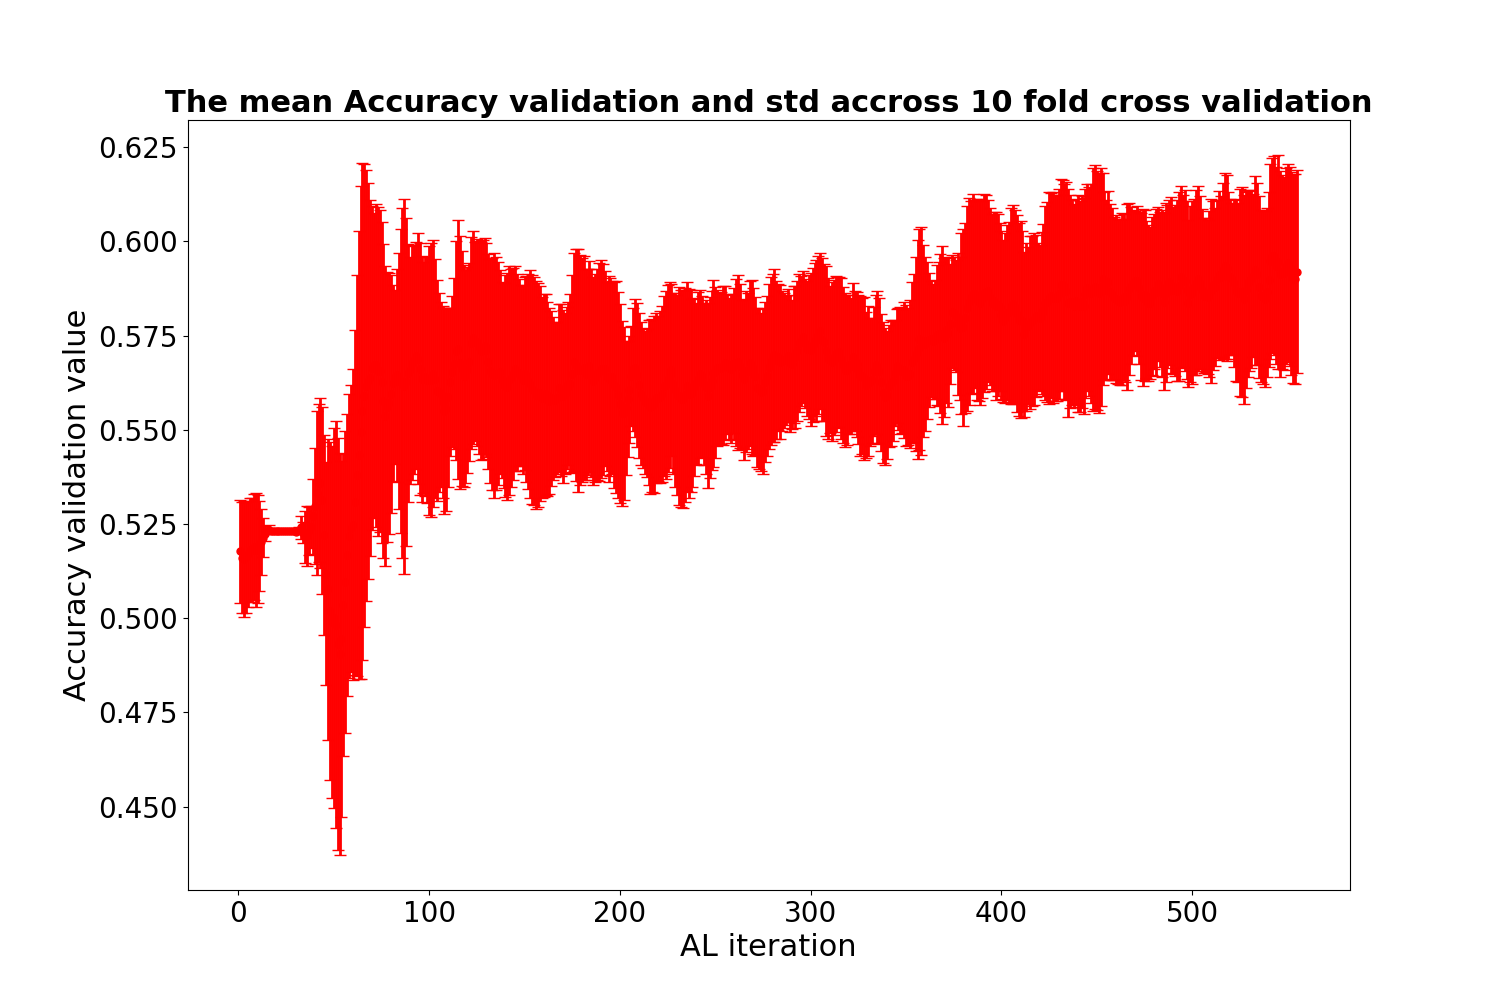 The mean Accuracy validation and std accross 10 fold cross validation
0.625
0.600
0.575
0.550
0.525
0.500
0.475
0.450
Accuracy validation value
0 100 200 300 400 500
AL iteration